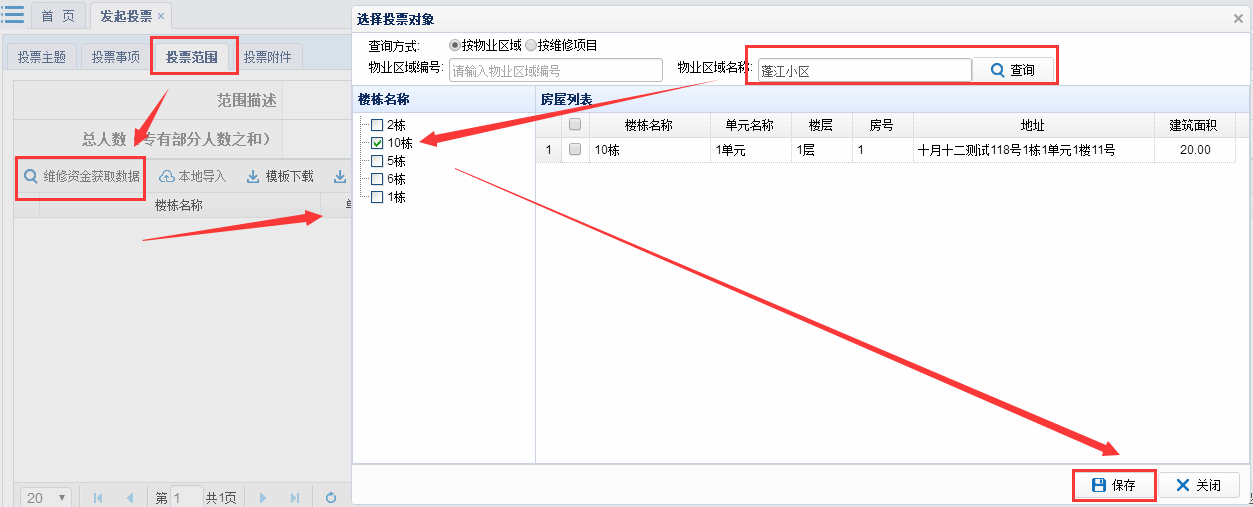 首 页 发起投票 ×
投票主题 投票事项 投票范围 投票附件
范围描述
总人数 专有部分人数之和）
维修资金获取数据 本地导入 模板下载
楼栋名称
20 第 1 共1页
选择投票对象
查询方式: 按物业区域 按维修项目
物业区域编号: 请输入物业区域编号 物业区域名称: 蓬江小区 查询
楼栋名称
2栋
10栋
5栋
6栋
1栋
房屋列表
楼栋名称 单元名称 楼层 房号 地址 建筑面积
1 10栋 1单元 1层 1 十月十二测试118号1栋1单元1楼11号 20.00
保存 关闭